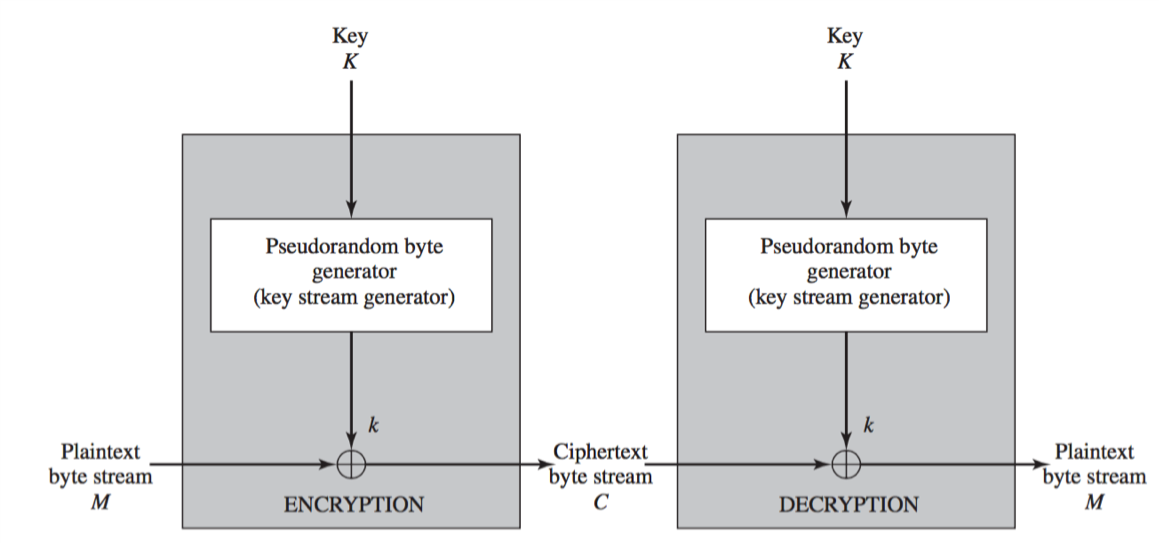 Key
K
Key
K
Pseudorandom byte
generator
(key stream generator)
Pseudorandom byte
generator
(key stream generator)
k
k
Plaintext
byte stream
M
ENCRYPTION
Ciphertext
byte stream
C
DECRYPTION
Plaintext
byte stream
M